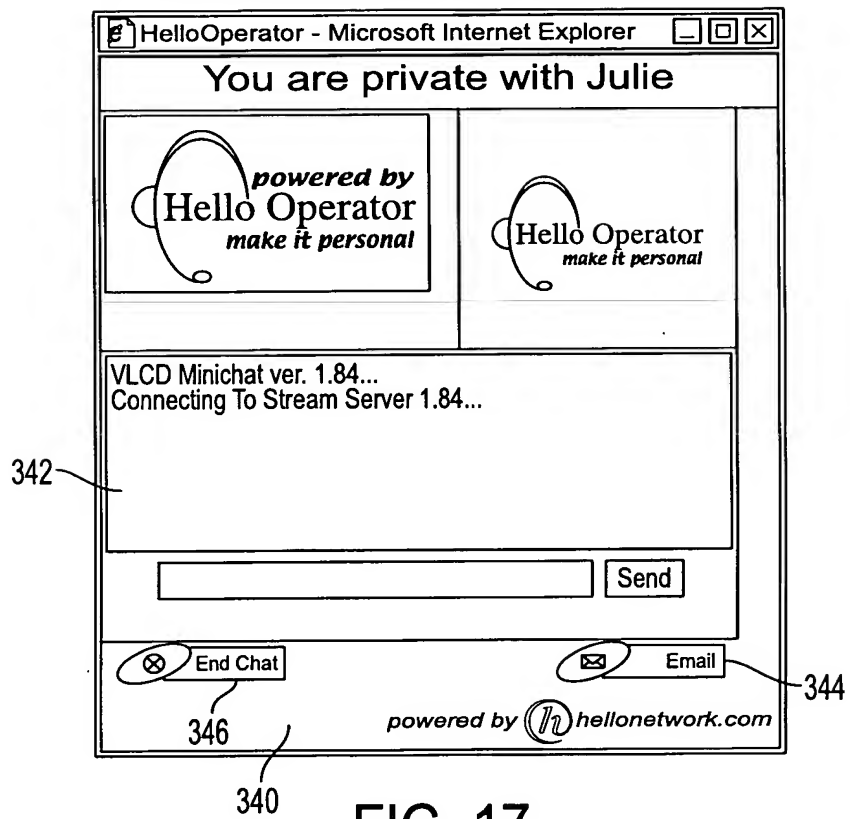 HelloOperator - Microsoft Internet Explorer
You are private with Julie
powered by
Hello Operator
make it personal
Hello Operator
make it personal
VLCD Minichat ver. 1.84...
Connecting To Stream Server 1.84...
342
Send
End Chat
Email
344
346
powered by h hellonetwork.com
340
FIG. 17